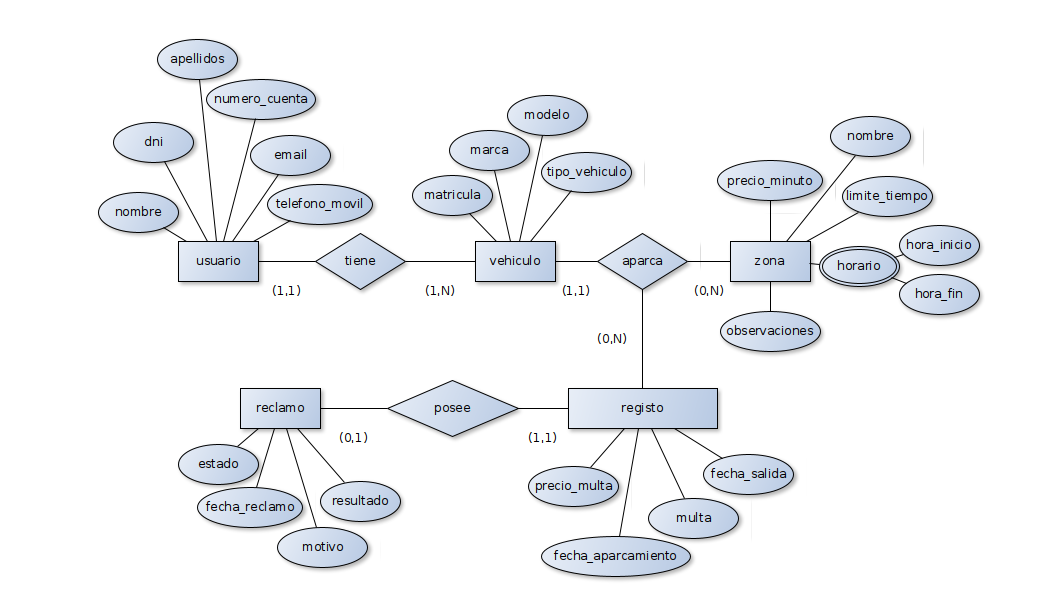 apellidos
numero_cuenta
dni
email
nombre
telefono_movil
usuario
(1,1)
tiene
(1,N)
modelo
marca
tipo_vehiculo
matricula
vehiculo
(1,1)
aparca
(0,N)
nombre
precio_minuto
limite_tiempo
zona
horario
hora_inicio
hora_fin
observaciones
(0,N)
reclamo
(0,1)
posee
(1,1)
registo
estado
fecha_reclamo
resultado
motivo
precio_multa
fecha_salida
multa
fecha_aparcamiento